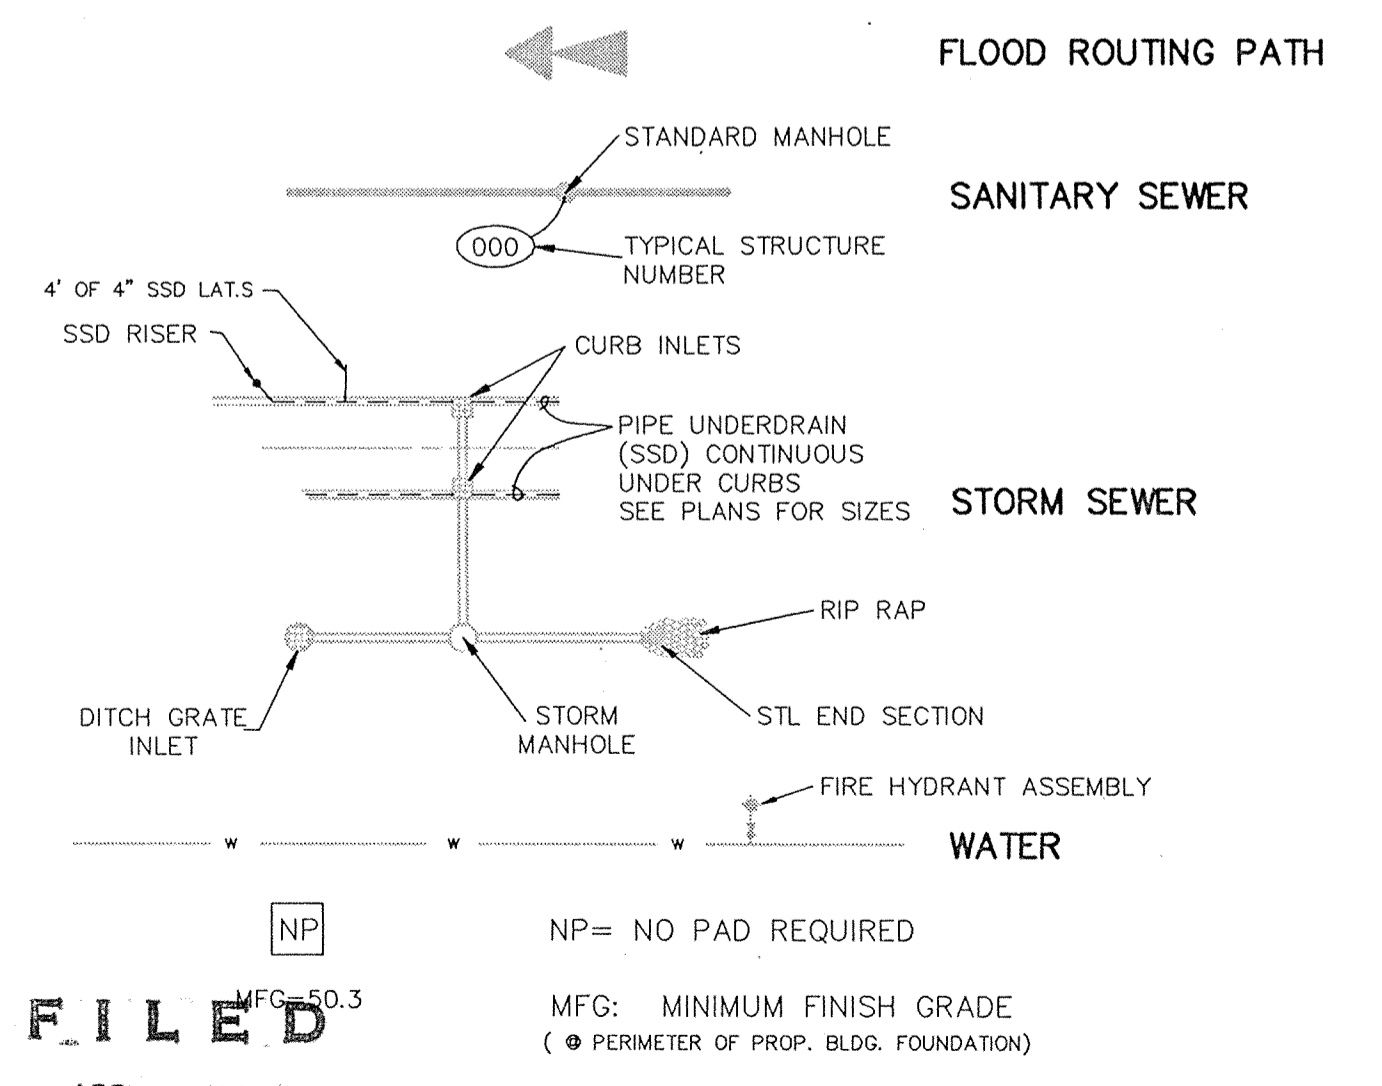 FLOOD ROUTING PATH
STANDARD MANHOLE
SANITARY SEWER
000
TYPICAL STRUCTURE
NUMBER
4' OF 4" SSD LAT.S
SSD RISER
CURB INLETS
PIPE UNDERDRAIN
(SSD) CONTINUOUS
UNDER CURBS
SEE PLANS FOR SIZES
STORM SEWER
RIP RAP
DITCH GRATE
INLET
STORM
MANHOLE
STL END SECTION
FIRE HYDRANT ASSEMBLY
W W W
WATER
NP
NP= NO PAD REQUIRED
MFG=50.3
MFG: MINIMUM FINISH GRADE
( @ PERIMETER OF PROP. BLDG. FOUNDATION)
FILED